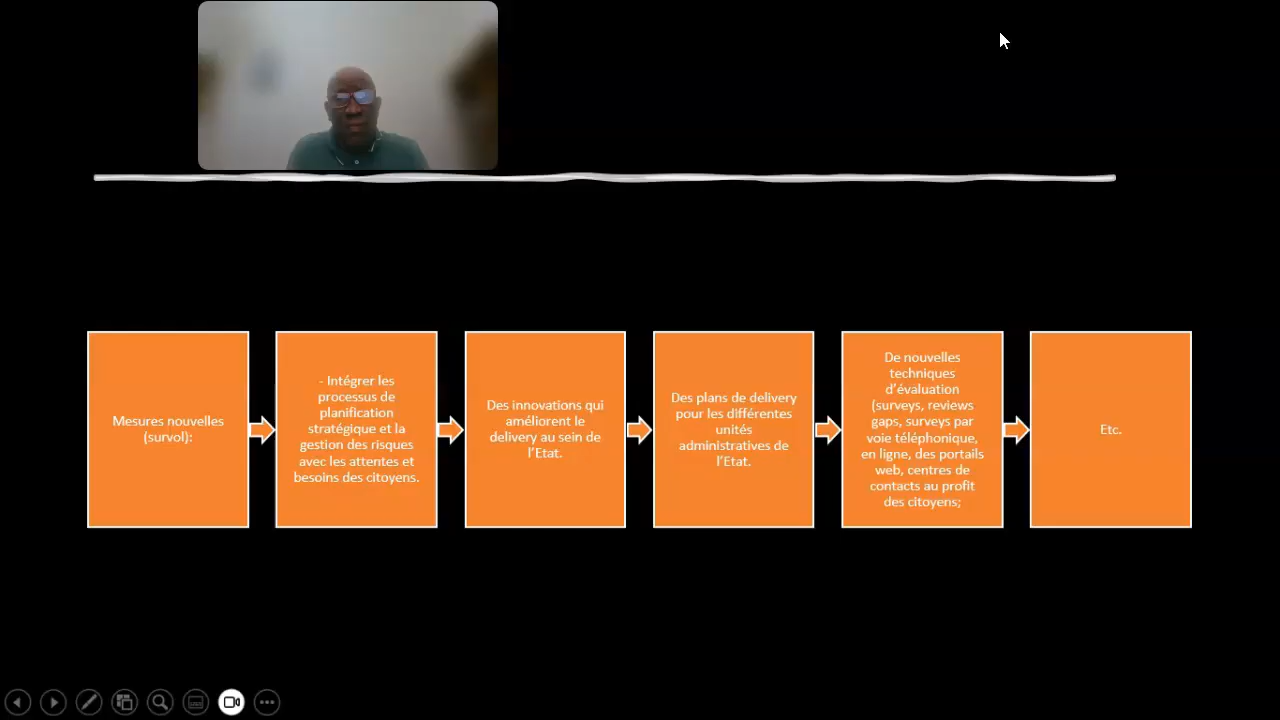 Mesures nouvelles
(survol):
- Intégrer les
processus de
planification
stratégique et la
gestion des risques
avec les attentes et
besoins des citoyens.
Des innovations qui
améliorent le
delivery au sein de
l'Etat.
Des plans de delivery
pour les différentes
unités
administratives de
l'Etat.
De nouvelles
techniques
d'évaluation
(surveys, reviews
gaps, surveys par
voie téléphonique,
en ligne, des portails
web, centres de
contacts au profit
des citoyens;
Etc.